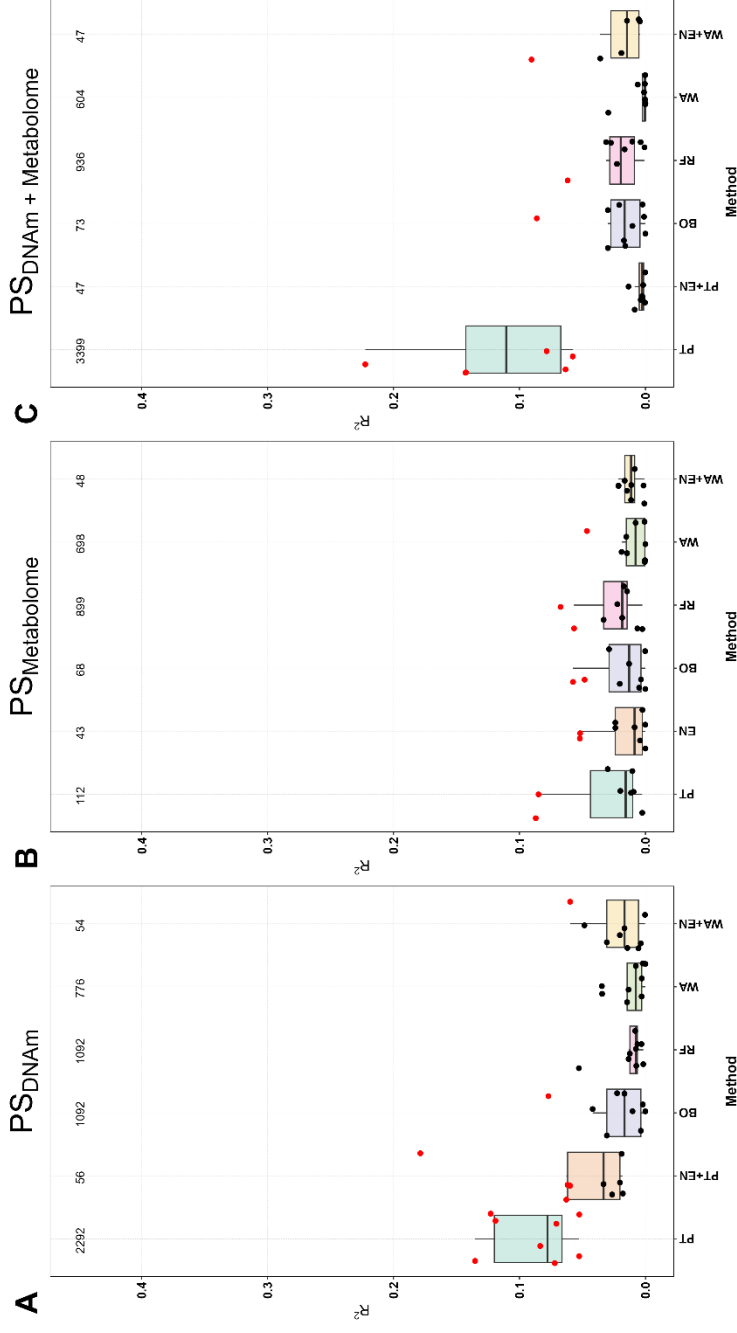 A
PS_DNAm
2292 56 1092 1092 776 54
0.4
0.3
R²
0.2
0.1
0.0
PT PT+EN BO RF WA WA+EN
Method
B
PS_Metabolome
112 43 68 899 698 48
0.4
0.3
R²
0.2
0.1
0.0
PT EN BO RF WA WA+EN
Method
C
PS_DNAm + Metabolome
3399 47 73 936 604 47
0.4
0.3
R²
0.2
0.1
0.0
PT PT+EN BO RF WA WA+EN
Method